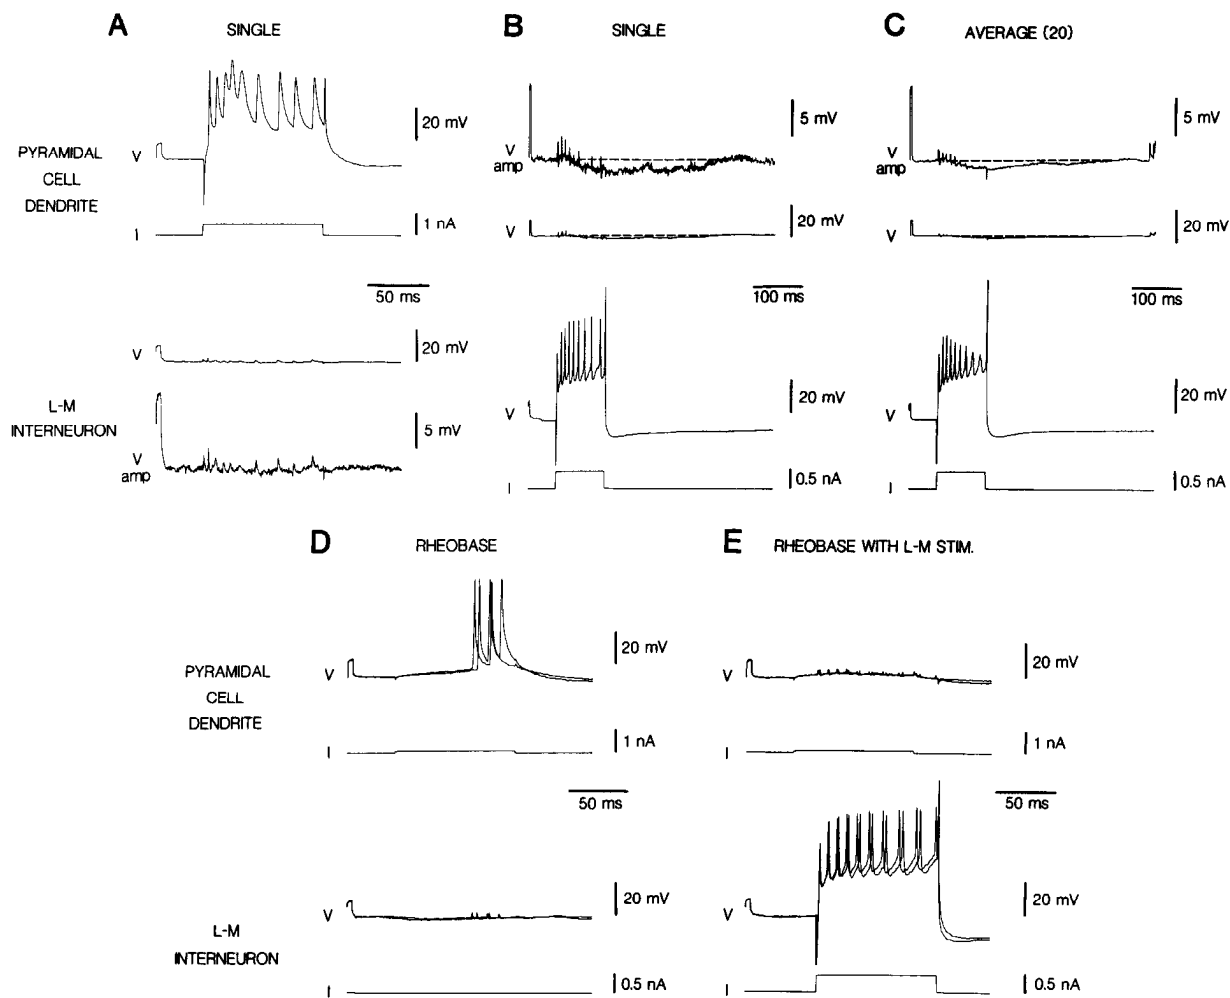 A SINGLE
PYRAMIDAL
CELL
DENDRITE
V
20 mV
I
1 nA
50 ms
L-M
INTERNEURON
V
20 mV
V
amp
5 mV
B SINGLE
V
amp
5 mV
V
20 mV
100 ms
V
20 mV
I
0.5 nA
C AVERAGE (20)
V
amp
5 mV
V
20 mV
100 ms
V
20 mV
I
0.5 nA
D RHEOBASE
PYRAMIDAL
CELL
DENDRITE
V
20 mV
I
1 nA
50 ms
L-M
INTERNEURON
V
20 mV
I
0.5 nA
E RHEOBASE WITH L-M STIM.
V
20 mV
I
1 nA
50 ms
V
20 mV
I
0.5 nA